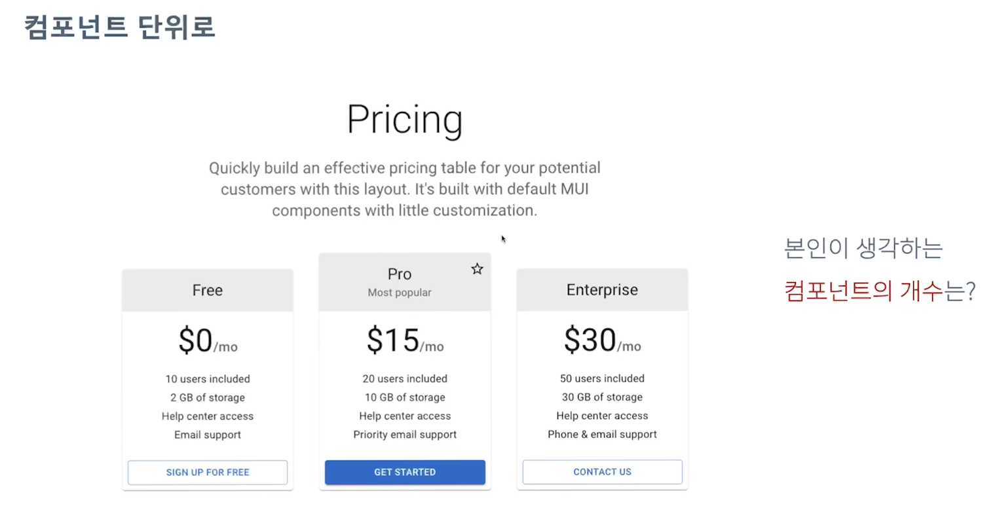 컴포넌트 단위로
Pricing
Quickly build an effective pricing table for your potential
customers with this layout. It's built with default MUI
components with little customization.
Free
$0/mo
10 users included
2 GB of storage
Help center access
Email support
SIGN UP FOR FREE
Pro
Most popular
$15/mo
20 users included
10 GB of storage
Help center access
Priority email support
GET STARTED
Enterprise
$30/mo
50 users included
30 GB of storage
Help center access
Phone & email support
CONTACT US
본인이 생각하는
컴포넌트의 개수는?